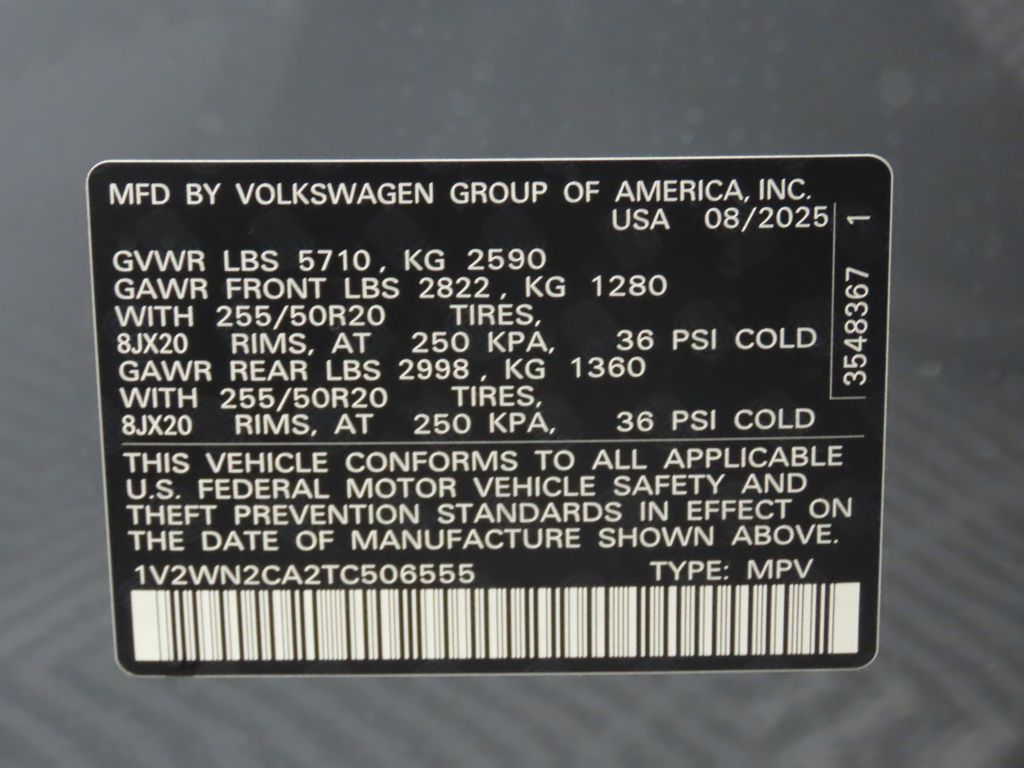 MFD BY VOLKSWAGEN GROUP OF AMERICA, INC.
USA 08/2025
GVWR LBS 5710, KG 2590
GAWR FRONT LBS 2822, KG 1280
WITH 255/50R20 TIRES,
8JX20 RIMS, AT 250 KPA, 36 PSI COLD
GAWR REAR LBS 2998, KG 1360
WITH 255/50R20 TIRES,
8JX20 RIMS, AT 250 KPA, 36 PSI COLD
3548367 1
THIS VEHICLE CONFORMS TO ALL APPLICABLE
U.S. FEDERAL MOTOR VEHICLE SAFETY AND
THEFT PREVENTION STANDARDS IN EFFECT ON
THE DATE OF MANUFACTURE SHOWN ABOVE.
1V2WN2CA2TC506555 TYPE: MPV